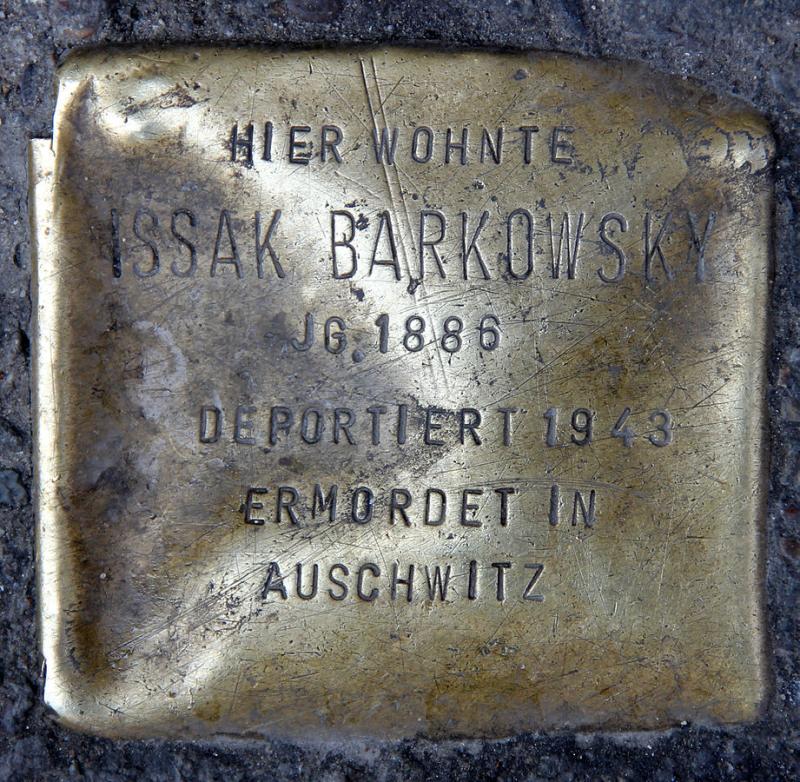 HIER WOHNTE
ISSAK BARKOWSKY
JG. 1886
DEPORTIERT 1943
ERMORDET IN
AUSCHWITZ